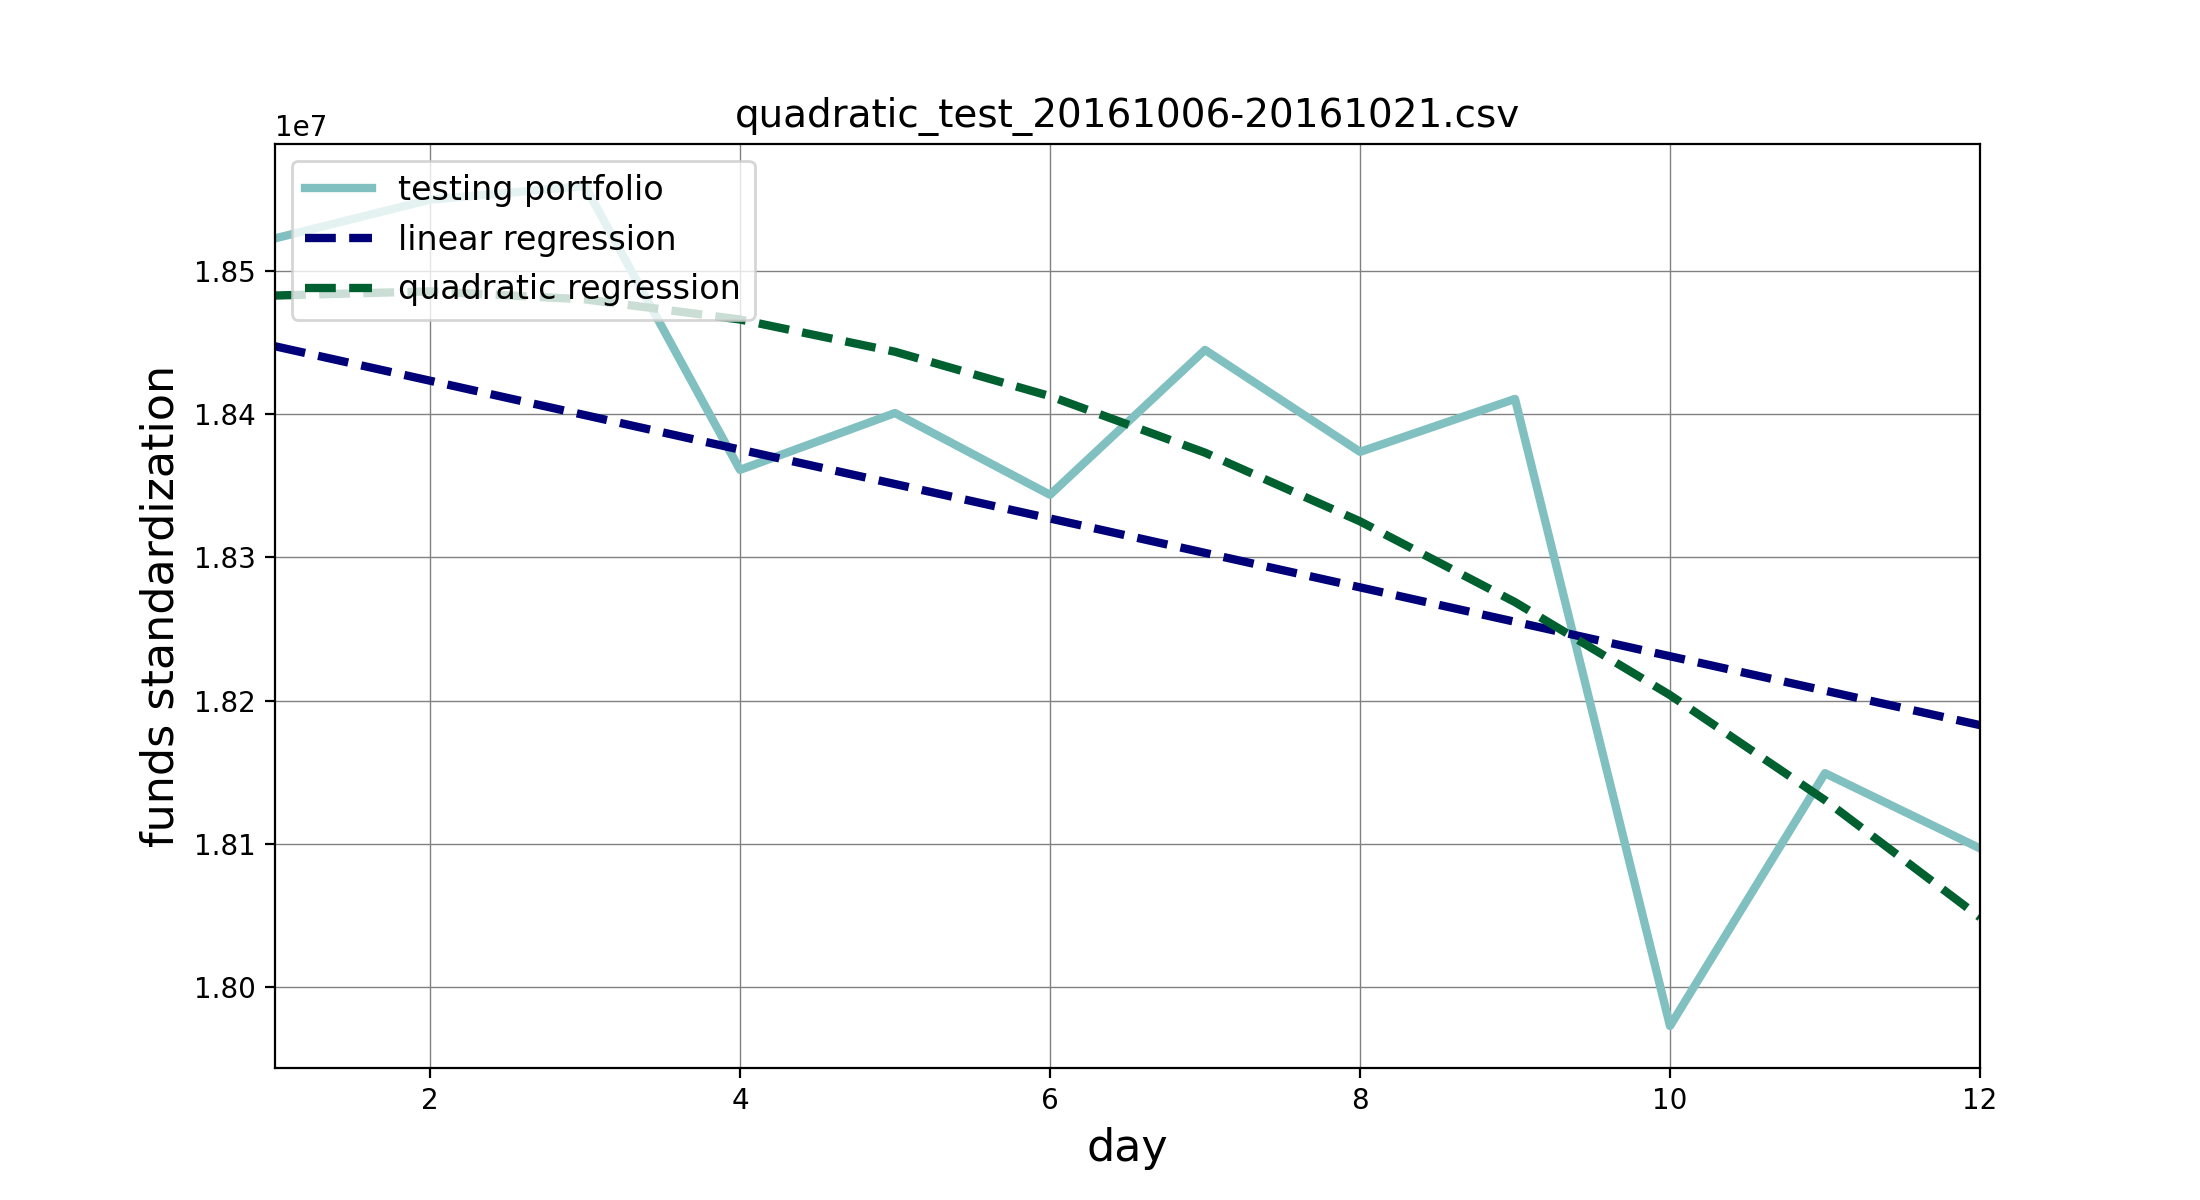 quadratic_test_20161006-20161021.csv
1e7
testing portfolio
linear regression
quadratic regression
funds standardization
1.85
1.84
1.83
1.82
1.81
1.80
2 4 6 8 10 12
day